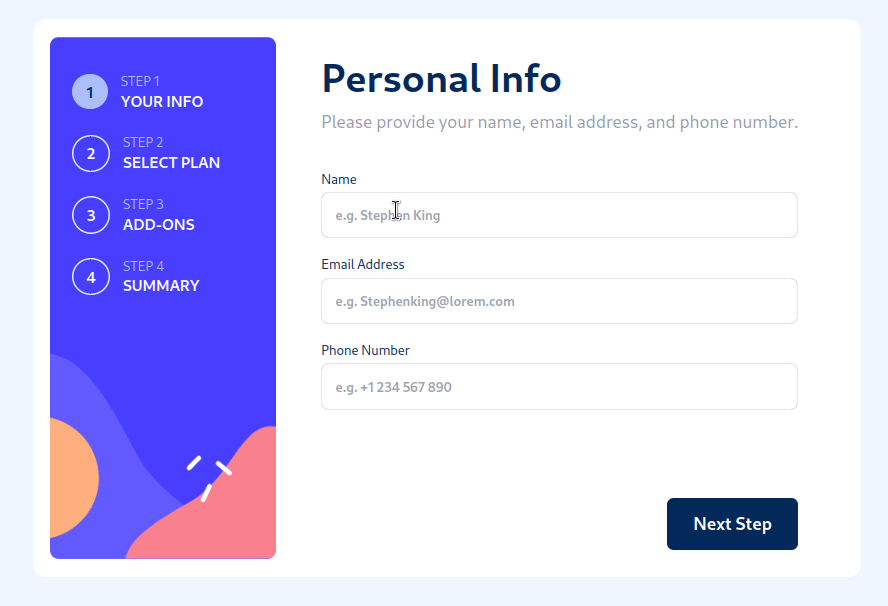 1
STEP 1
YOUR INFO
2
STEP 2
SELECT PLAN
3
STEP 3
ADD-ONS
4
STEP 4
SUMMARY
Personal Info
Please provide your name, email address, and phone number.
Name
e.g. Stephen King
Email Address
e.g. Stephenking@lorem.com
Phone Number
e.g. +1 234 567 890
Next Step